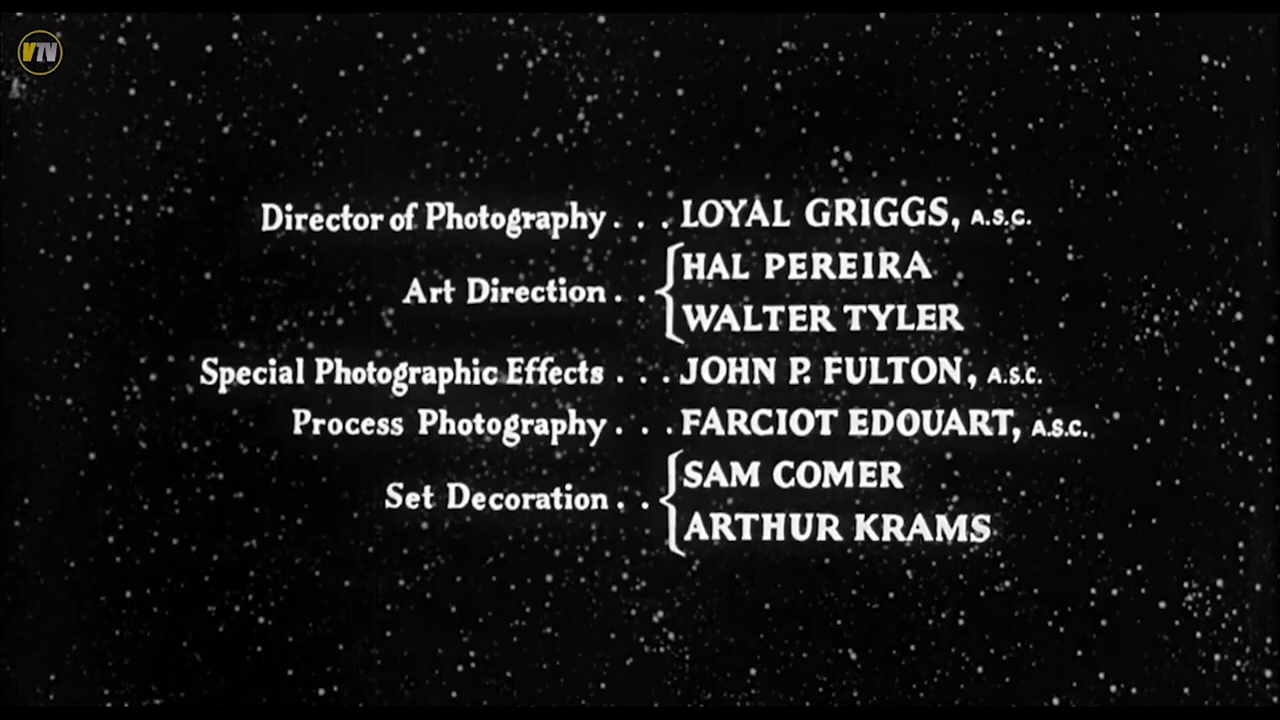 VTV
Director of Photography . . . LOYAL GRIGGS, A.S.C.
Art Direction . . { HAL PEREIRA
WALTER TYLER
Special Photographic Effects . . . JOHN P. FULTON, A.S.C.
Process Photography . . . FARCIOT EDOUART, A.S.C.
Set Decoration . . { SAM COMER
ARTHUR KRAMS